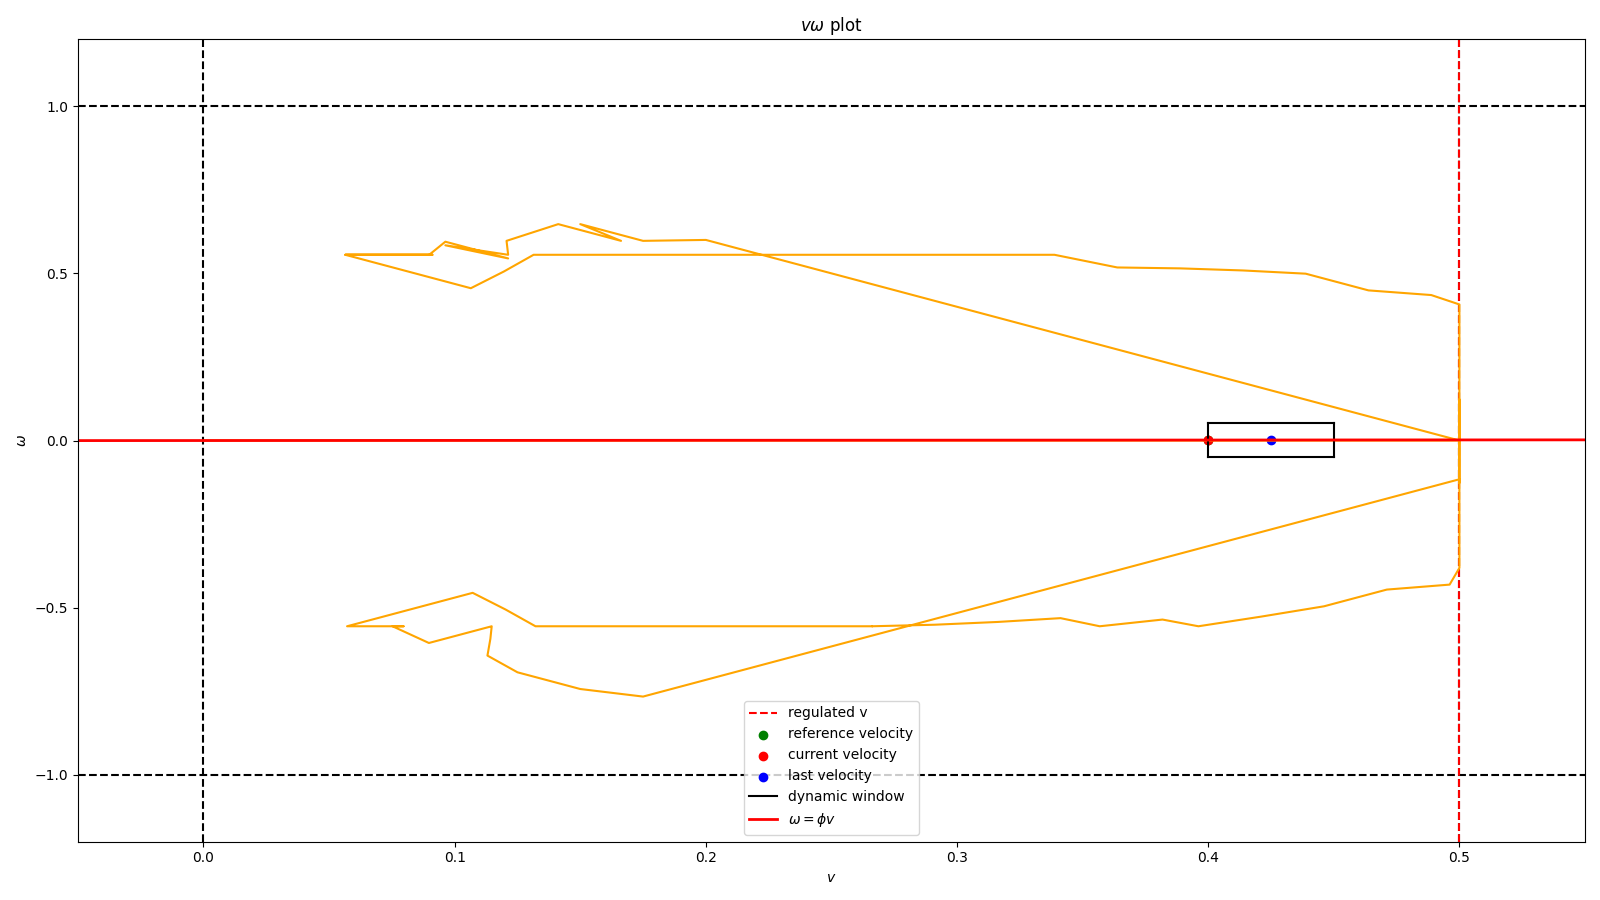 vω plot
1.0
0.5
0.0
−0.5
−1.0
ω
0.0
0.1
0.2
0.3
0.4
0.5
v
regulated v
reference velocity
current velocity
last velocity
dynamic window
ω = ϕv